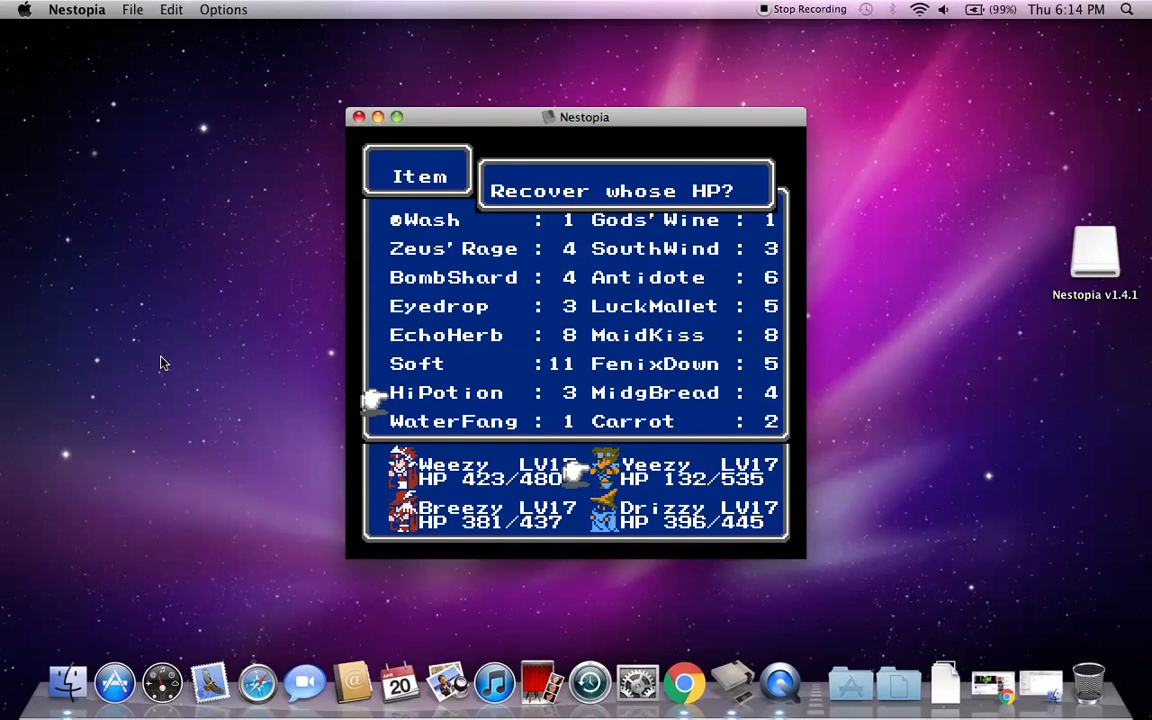 Nestopia File Edit Options Stop Recording (99%) Thu 6:14 PM
Nestopia
Item
Recover whose HP?
Wash : 1 Gods'Wine : 1
Zeus'Rage : 4 SouthWind : 3
BombShard : 4 Antidote : 6
Eyedrop : 3 LuckMallet : 5
EchoHerb : 8 MaidKiss : 8
Soft :11 FenixDown : 5
HiPotion : 3 MidgBread : 4
WaterFang : 1 Carrot : 2
Weezy LV17 Yeezy LV17
HP 423/480 HP 132/535
Breezy LV17 Drizzy LV17
HP 381/437 HP 396/445
Nestopia v1.4.1
20